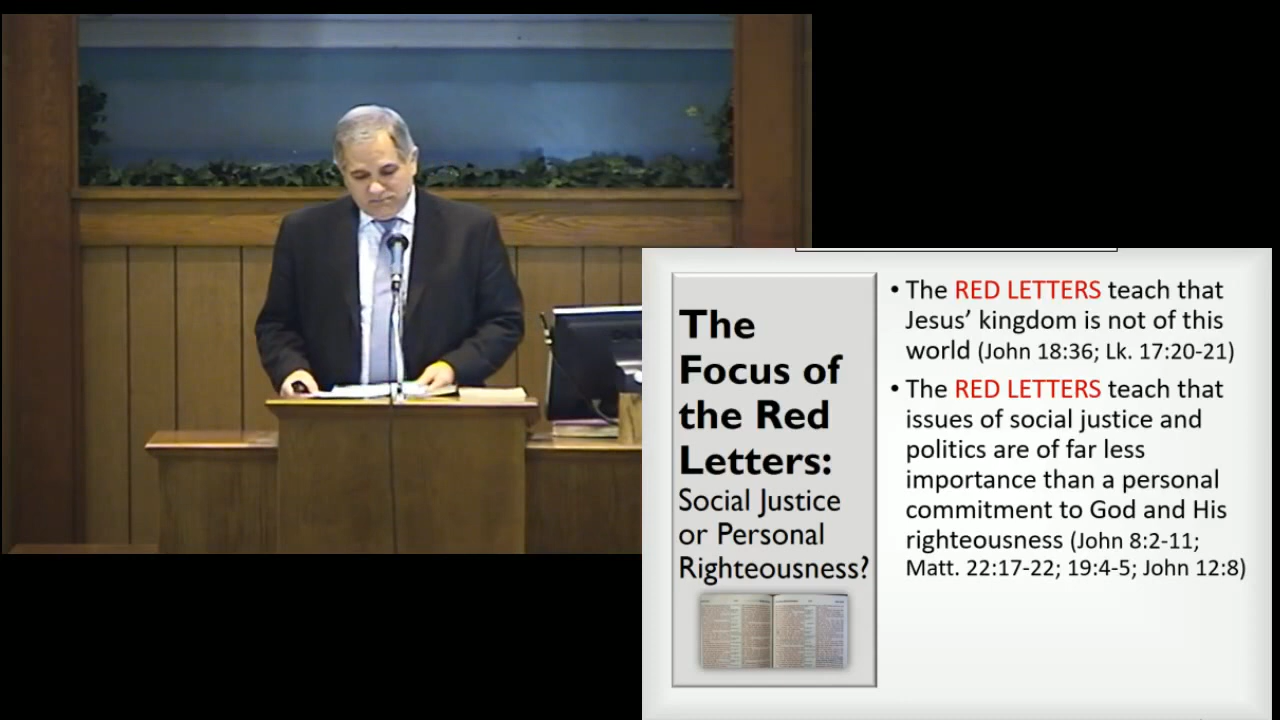 The
Focus of
the Red
Letters:
Social Justice
or Personal
Righteousness?
• The RED LETTERS teach that
Jesus’ kingdom is not of this
world (John 18:36; Lk. 17:20-21)
• The RED LETTERS teach that
issues of social justice and
politics are of far less
importance than a personal
commitment to God and His
righteousness (John 8:2-11;
Matt. 22:17-22; 19:4-5; John 12:8)